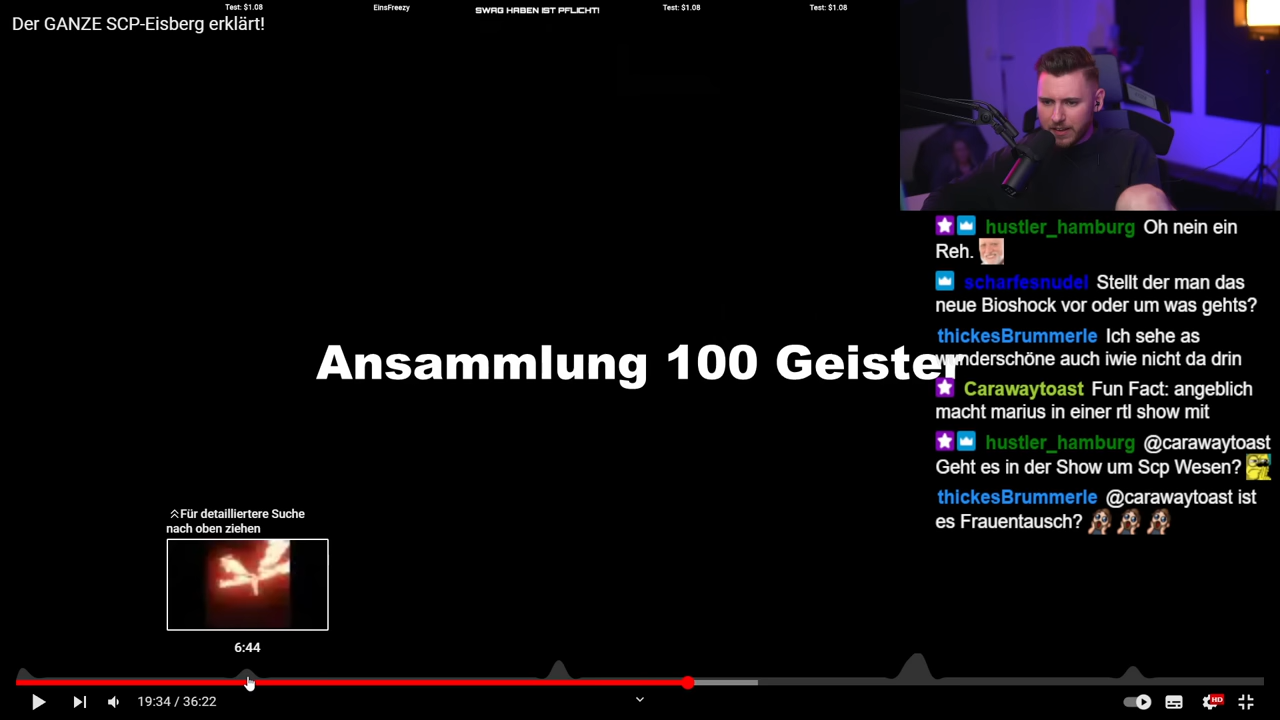 Test: $1.08
EinsFreezy
SWAG HABEN IST PFLICHT!
Test: $1.08
Test: $1.08
Der GANZE SCP-Eisberg erklärt!
hustler_hamburg Oh nein ein
Reh.
scharfesnudel Stellt der man das
neue Bioshock vor oder um was gehts?
thickesBrummerle Ich sehe as
wunderschöne auch iwie nicht da drin
Ansammlung 100 Geister
Carawaytoast Fun Fact: angeblich
macht marius in einer rtl show mit
hustler_hamburg @carawaytoast
Geht es in der Show um Scp Wesen?
thickesBrummerle @carawaytoast ist
es Frauentausch?
Für detailliertere Suche
nach oben ziehen
6:44
19:34 / 36:22
HD